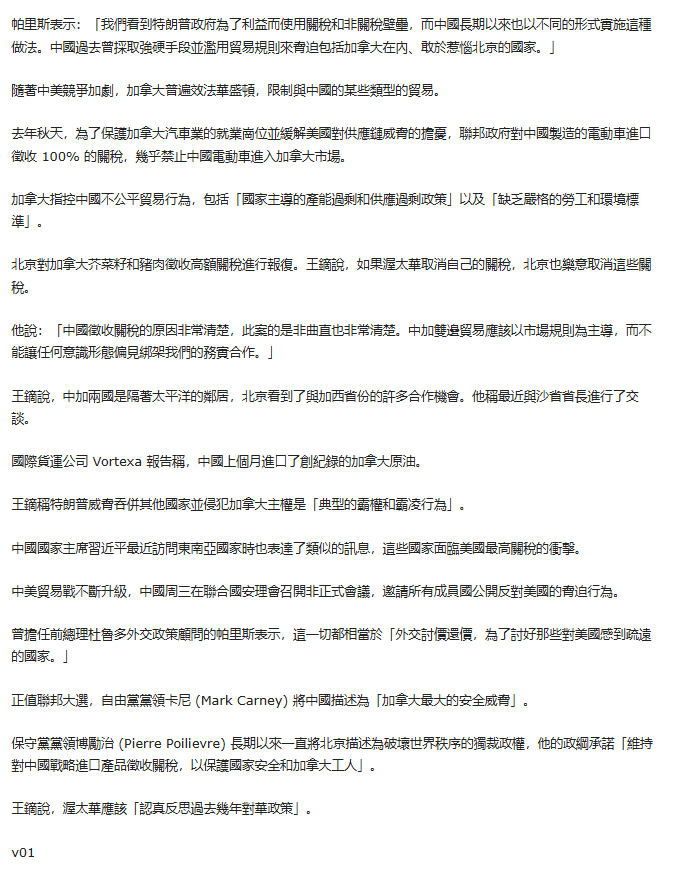 帕里斯表示：「我們看到特朗普政府為了利益而使用關稅和非關稅壁壘，而中國長期以來也以不同的形式實施這種
做法。中國過去曾採取強硬手段並濫用貿易規則來脅迫包括加拿大在內、敢於惹惱北京的國家。」
隨著中美競爭加劇，加拿大普遍效法華盛頓，限制與中國的某些類型的貿易。
去年秋天，為了保護加拿大汽車業的就業崗位並緩解美國對供應鏈威脅的擔憂，聯邦政府對中國製造的電動車進口
徵收 100% 的關稅，幾乎禁止中國電動車進入加拿大市場。
加拿大指控中國不公平貿易行為，包括「國家主導的產能過剩和供應過剩政策」以及「缺乏嚴格的勞工和環境標
準」。
北京對加拿大芥菜籽和豬肉徵收高額關稅進行報復。王鏑說，如果渥太華取消自己的關稅，北京也樂意取消這些關
稅。
他說：「中國徵收關稅的原因非常清楚，此案的是非曲直也非常清楚。中加雙邊貿易應該以市場規則為主導，而不
能讓任何意識形態偏見綁架我們的務實合作。」
王鏑說，中加兩國是隔著太平洋的鄰居，北京看到了與加西省份的許多合作機會。他稱最近與沙省省長進行了交
談。
國際貨運公司 Vortexa 報告稱，中國上個月進口了創紀錄的加拿大原油。
王鏑稱特朗普威脅吞併其他國家並侵犯加拿大主權是「典型的霸權和霸凌行為」。
中國國家主席習近平最近訪問東南亞國家時也表達了類似的訊息，這些國家面臨美國最高關稅的衝擊。
中美貿易戰不斷升級，中國周三在聯合國安理會召開非正式會議，邀請所有成員國公開反對美國的脅迫行為。
曾擔任前總理杜魯多外交政策顧問的帕里斯表示，這一切都相當於「外交討價還價，為了討好那些對美國感到疏遠
的國家。」
正值聯邦大選，自由黨黨領卡尼 (Mark Carney) 將中國描述為「加拿大最大的安全威脅」。
保守黨黨領博勵治 (Pierre Poilievre) 長期以來一直將北京描述為破壞世界秩序的獨裁政權，他的政綱承諾「維持
對中國戰略進口產品徵收關稅，以保護國家安全和加拿大工人」。
王鏑說，渥太華應該「認真反思過去幾年對華政策」。
v01